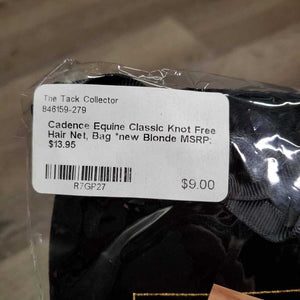 The Tack Collector
846159-279
Cadence Equine Classic Knot Free
Hair Net, Bag *new Blonde MSRP:
$13.95
R7GP27
$9.00